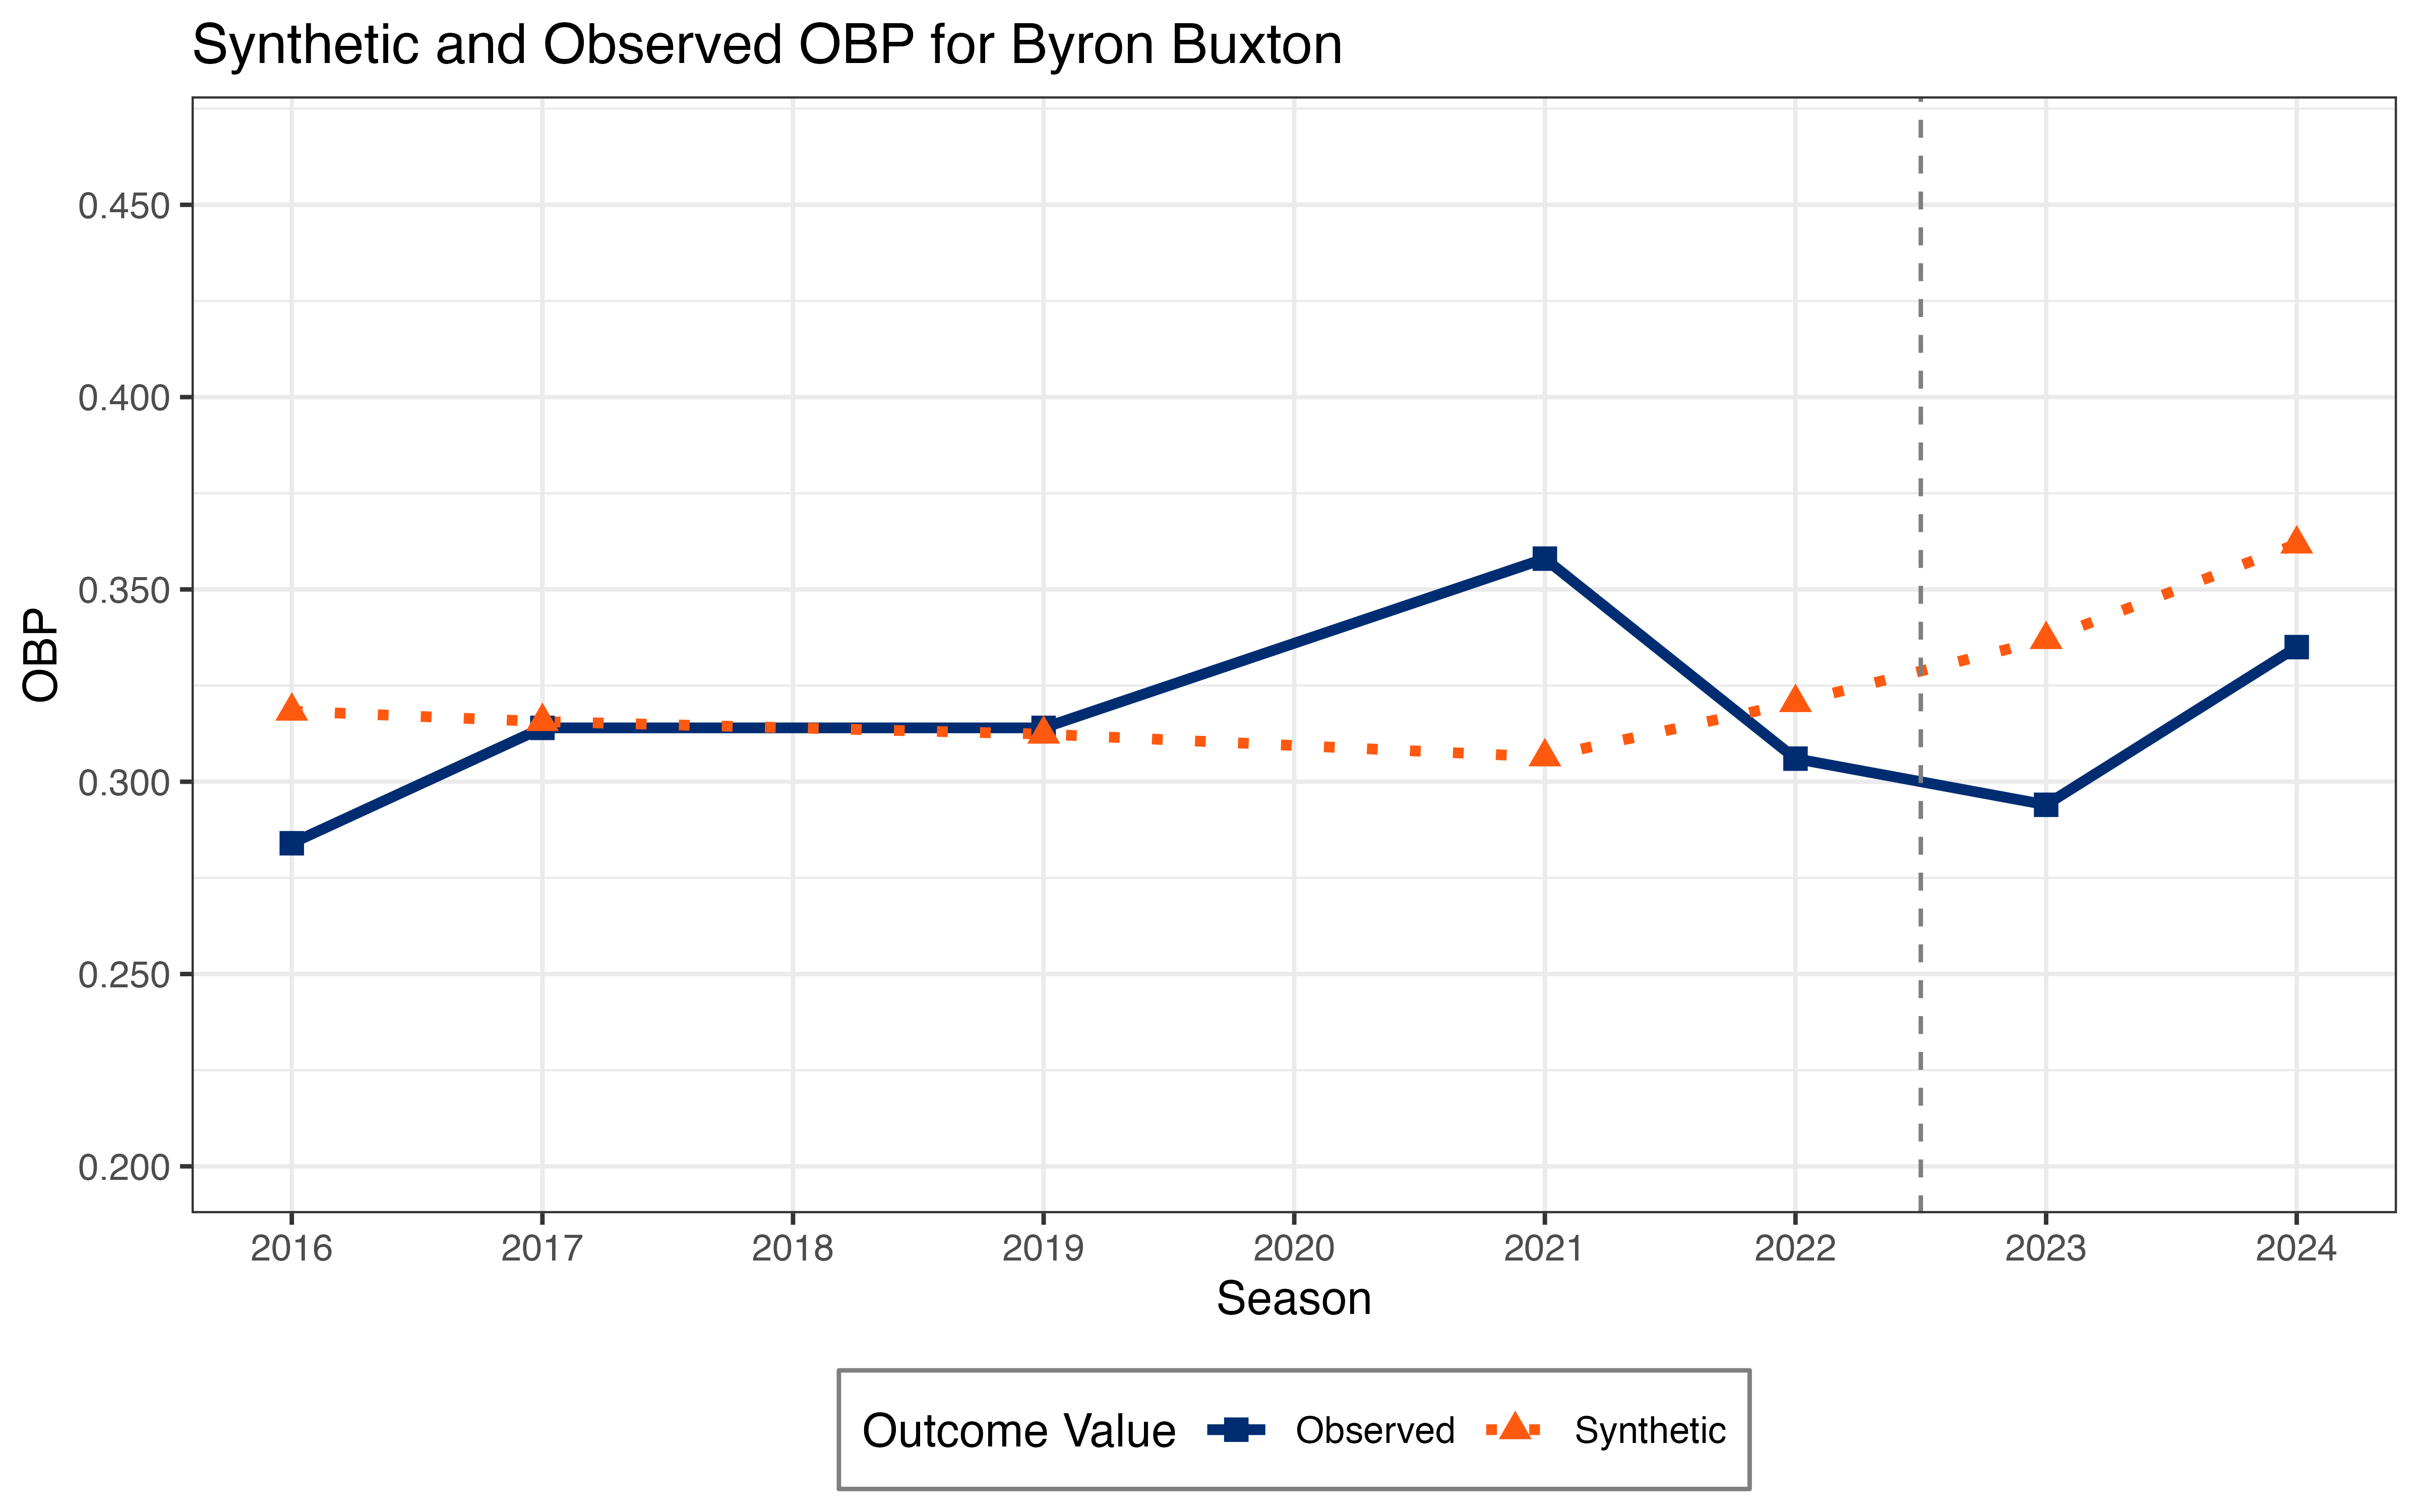 Synthetic and Observed OBP for Byron Buxton
0.450
0.400
0.350
0.300
0.250
0.200
OBP
2016 2017 2018 2019 2020 2021 2022 2023 2024
Season
Outcome Value Observed Synthetic